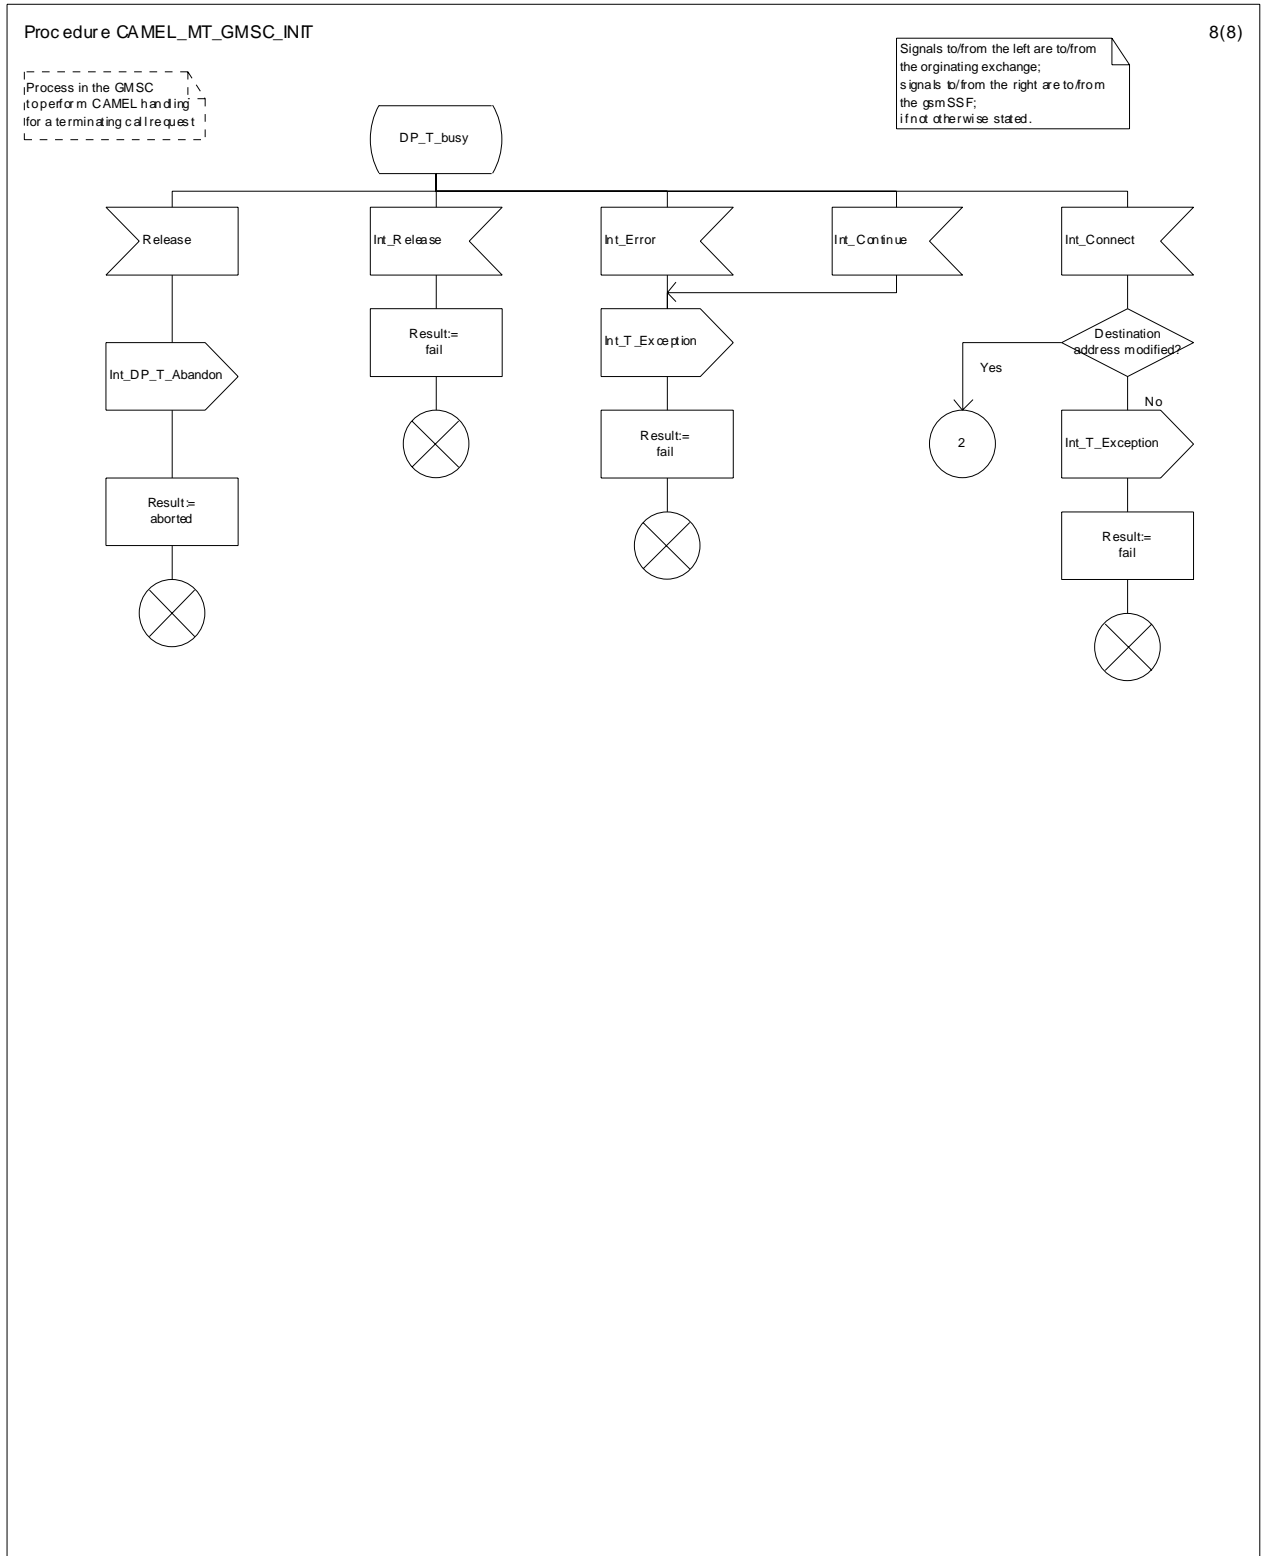 Procedure CAMEL_MT_GMSC_INIT
8(8)
Process in the GMSC
to perform CAMEL handling
for a terminating call request
Signals to/from the left are to/from
the orginating exchange;
signals to/from the right are to/from
the gsmSSF;
if not otherwise stated.
DP_T_busy
Release
Int_Release
Int_Error
Int_Continue
Int_Connect
Int_DP_T_Abandon
Result:=
aborted
Result:=
fail
Int_T_Exception
Result:=
fail
Destination
address modified?
Yes
No
2
Int_T_Exception
Result:=
fail